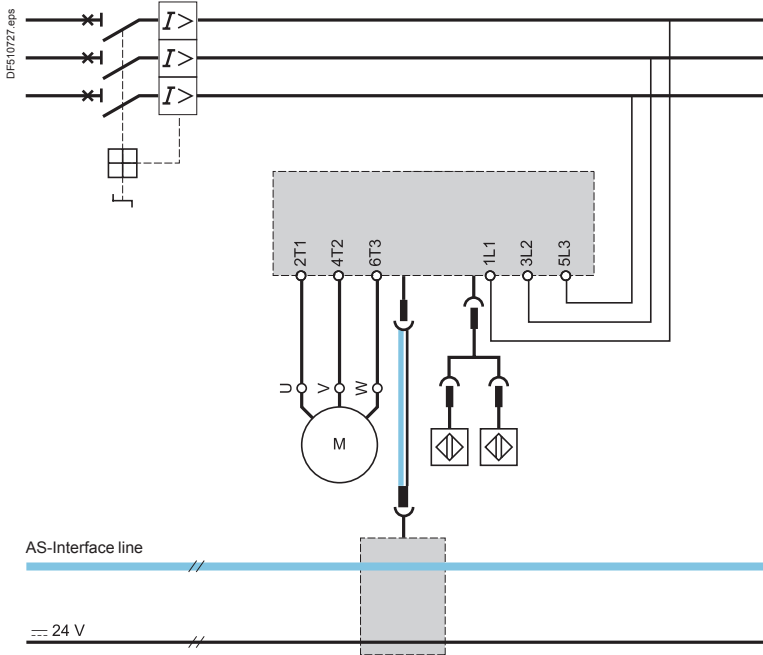 DF510727.eps
I>
I>
I>
2T1
4T2
6T3
1L1
3L2
5L3
U
V
W
M
AS-Interface line
24 V